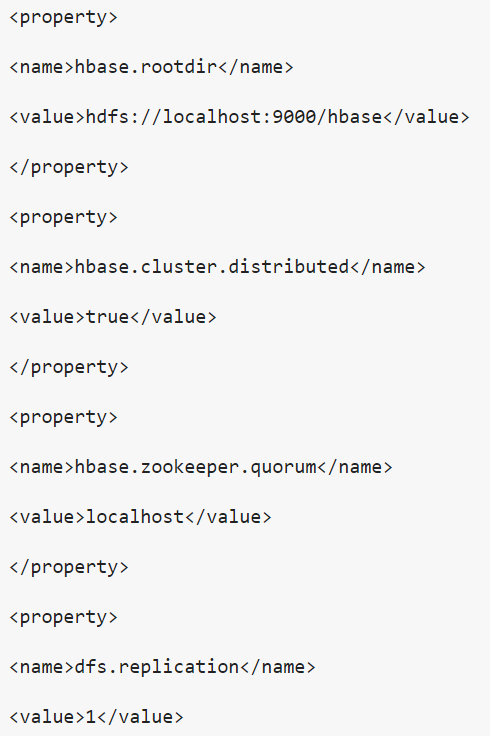 <property>
<name>hbase.rootdir</name>
<value>hdfs://localhost:9000/hbase</value>
</property>
<property>
<name>hbase.cluster.distributed</name>
<value>true</value>
</property>
<property>
<name>hbase.zookeeper.quorum</name>
<value>localhost</value>
</property>
<property>
<name>dfs.replication</name>
<value>1</value>